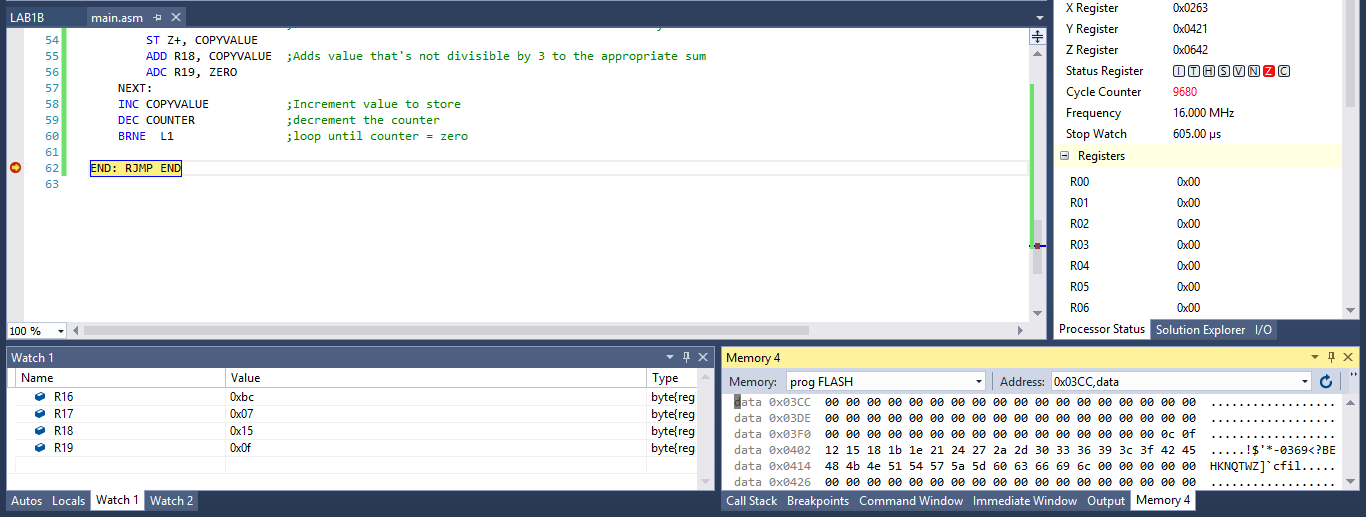 LAB1B
main.asm
54 ST Z+, COPYVALUE
55 ADD R18, COPYVALUE ;Adds value that's not divisible by 3 to the appropriate sum
56 ADC R19, ZERO
57 NEXT:
58 INC COPYVALUE ;Increment value to store
59 DEC COUNTER ;decrement the counter
60 BRNE L1 ;loop until counter = zero
61
62 END: RJMP END
63
100 %
X Register 0x0263
Y Register 0x0421
Z Register 0x0642
Status Register I T H S V N Z C
Cycle Counter 9680
Frequency 16.000 MHz
Stop Watch 605.00 µs
Registers
R00 0x00
R01 0x00
R02 0x00
R03 0x00
R04 0x00
R05 0x00
R06 0x00
Processor Status Solution Explorer I/O
Watch 1
Name Value Type
R16 0xbc byte{reg
R17 0x07 byte{reg
R18 0x15 byte{reg
R19 0x0f byte{reg
Autos Locals Watch 1 Watch 2
Memory 4
Memory: prog FLASH Address: 0x03CC,data
data 0x03CC 00 00 00 00 00 00 00 00 00 00 00 00 00 00 00 00 00 00 ..................
data 0x03DE 00 00 00 00 00 00 00 00 00 00 00 00 00 00 00 00 00 00 ..................
data 0x03F0 00 00 00 00 00 00 00 00 00 00 00 00 00 00 00 00 0c 0f ..................
data 0x0402 12 15 18 1b 1e 21 24 27 2a 2d 30 33 36 39 3c 3f 42 45 .....!$'*-0369<?BE
data 0x0414 48 4b 4e 51 54 57 5a 5d 60 63 66 69 6c 00 00 00 00 00 HKNQTWZ]`cfil.....
data 0x0426 00 00 00 00 00 00 00 00 00 00 00 00 00 00 00 00 00 00 ..................
Call Stack Breakpoints Command Window Immediate Window Output Memory 4